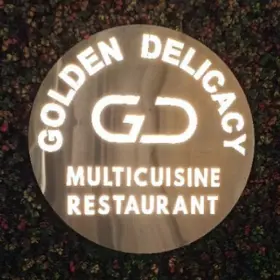 GOLDEN DELICACY
GD
MULTICUISINE
RESTAURANT